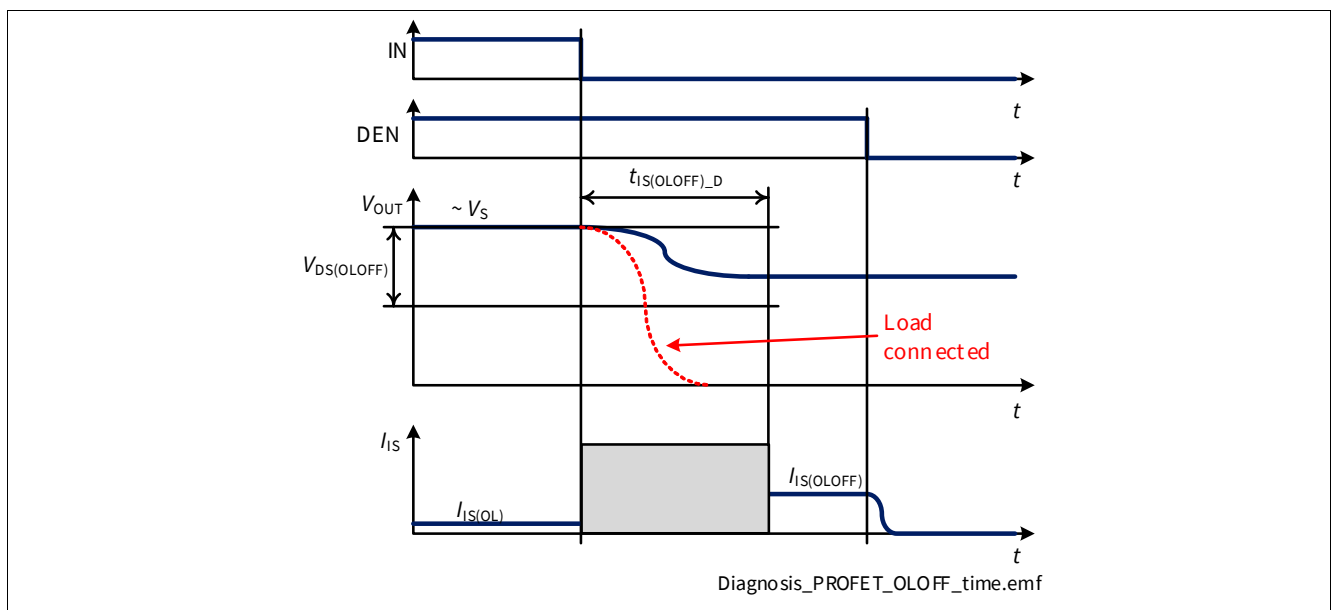 IN
t
DEN
t
tIS(OLOFF)_D
VOUT
~ VS
VDS(OLOFF)
Load
connected
t
IIS
IIS(OL)
IIS(OLOFF)
t
Diagnosis_PROFET_OLOFF_time.emf